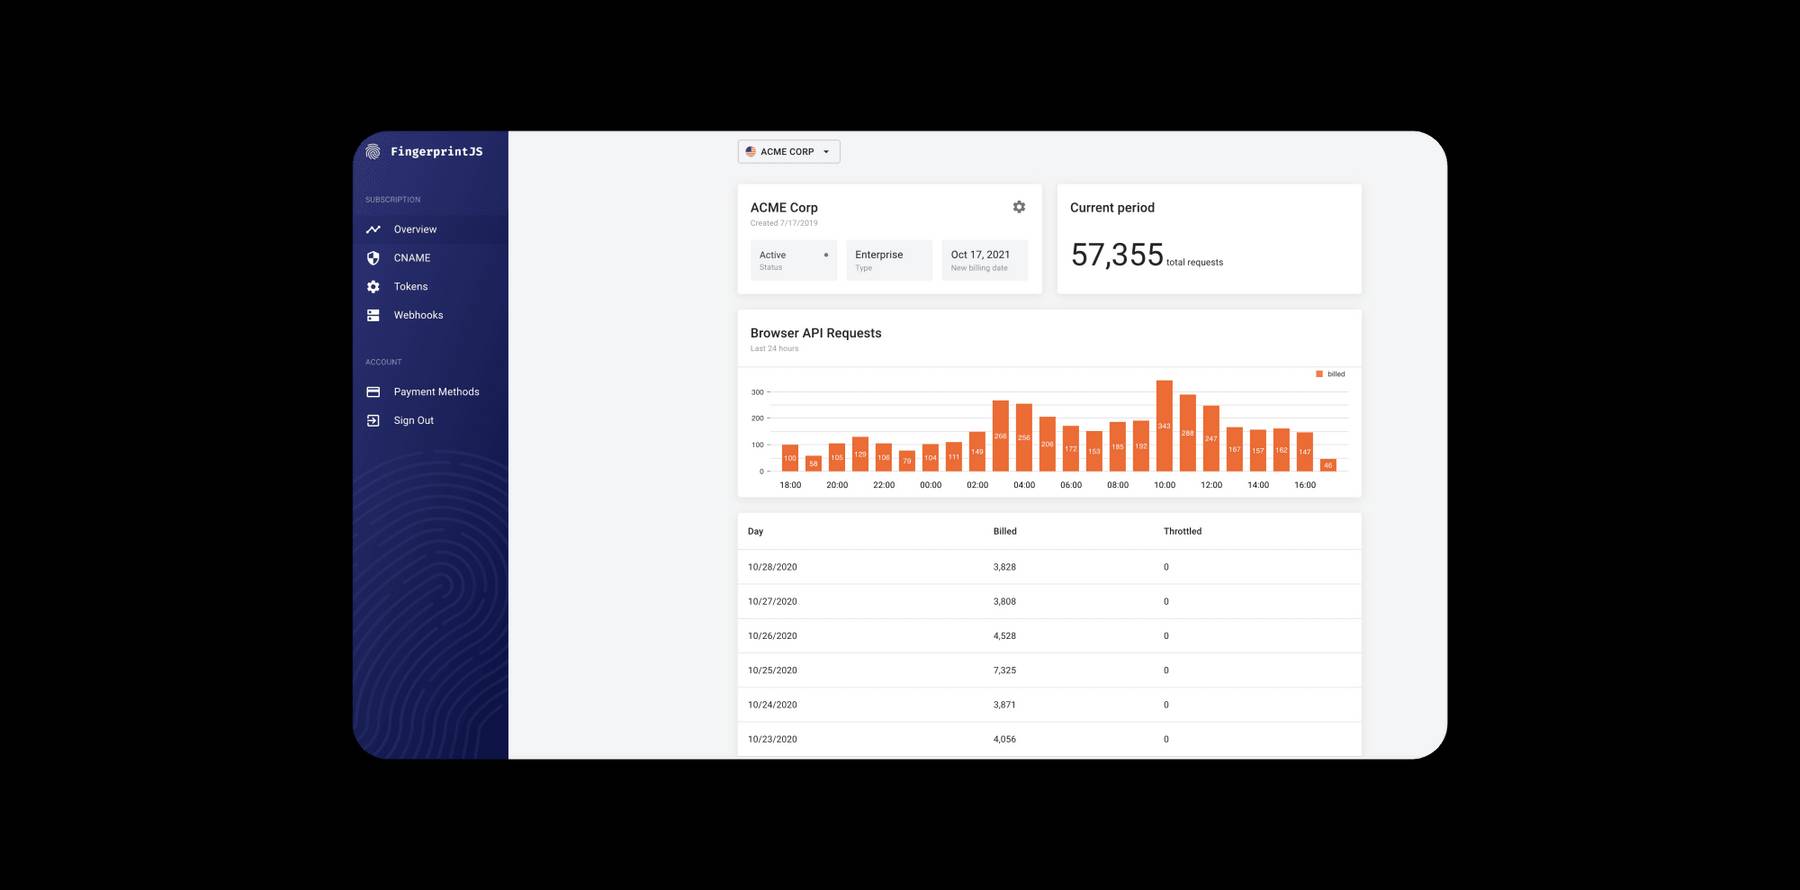 FingerprintJS
SUBSCRIPTION
Overview
CNAME
Tokens
Webhooks
ACCOUNT
Payment Methods
Sign Out
ACME CORP
ACME Corp
Created 7/17/2019
Active
Status
Enterprise
Type
Oct 17, 2021
New billing date
Current period
57,355 total requests
Browser API Requests
Last 24 hours
billed
300
200
100
0
100 58 105 129 106 79 104 111 149 268 256 206 172 153 185 192 343 288 247 167 157 162 147 46
18:00 20:00 22:00 00:00 02:00 04:00 06:00 08:00 10:00 12:00 14:00 16:00
Day Billed Throttled
10/28/2020 3,828 0
10/27/2020 3,808 0
10/26/2020 4,528 0
10/25/2020 7,325 0
10/24/2020 3,871 0
10/23/2020 4,056 0